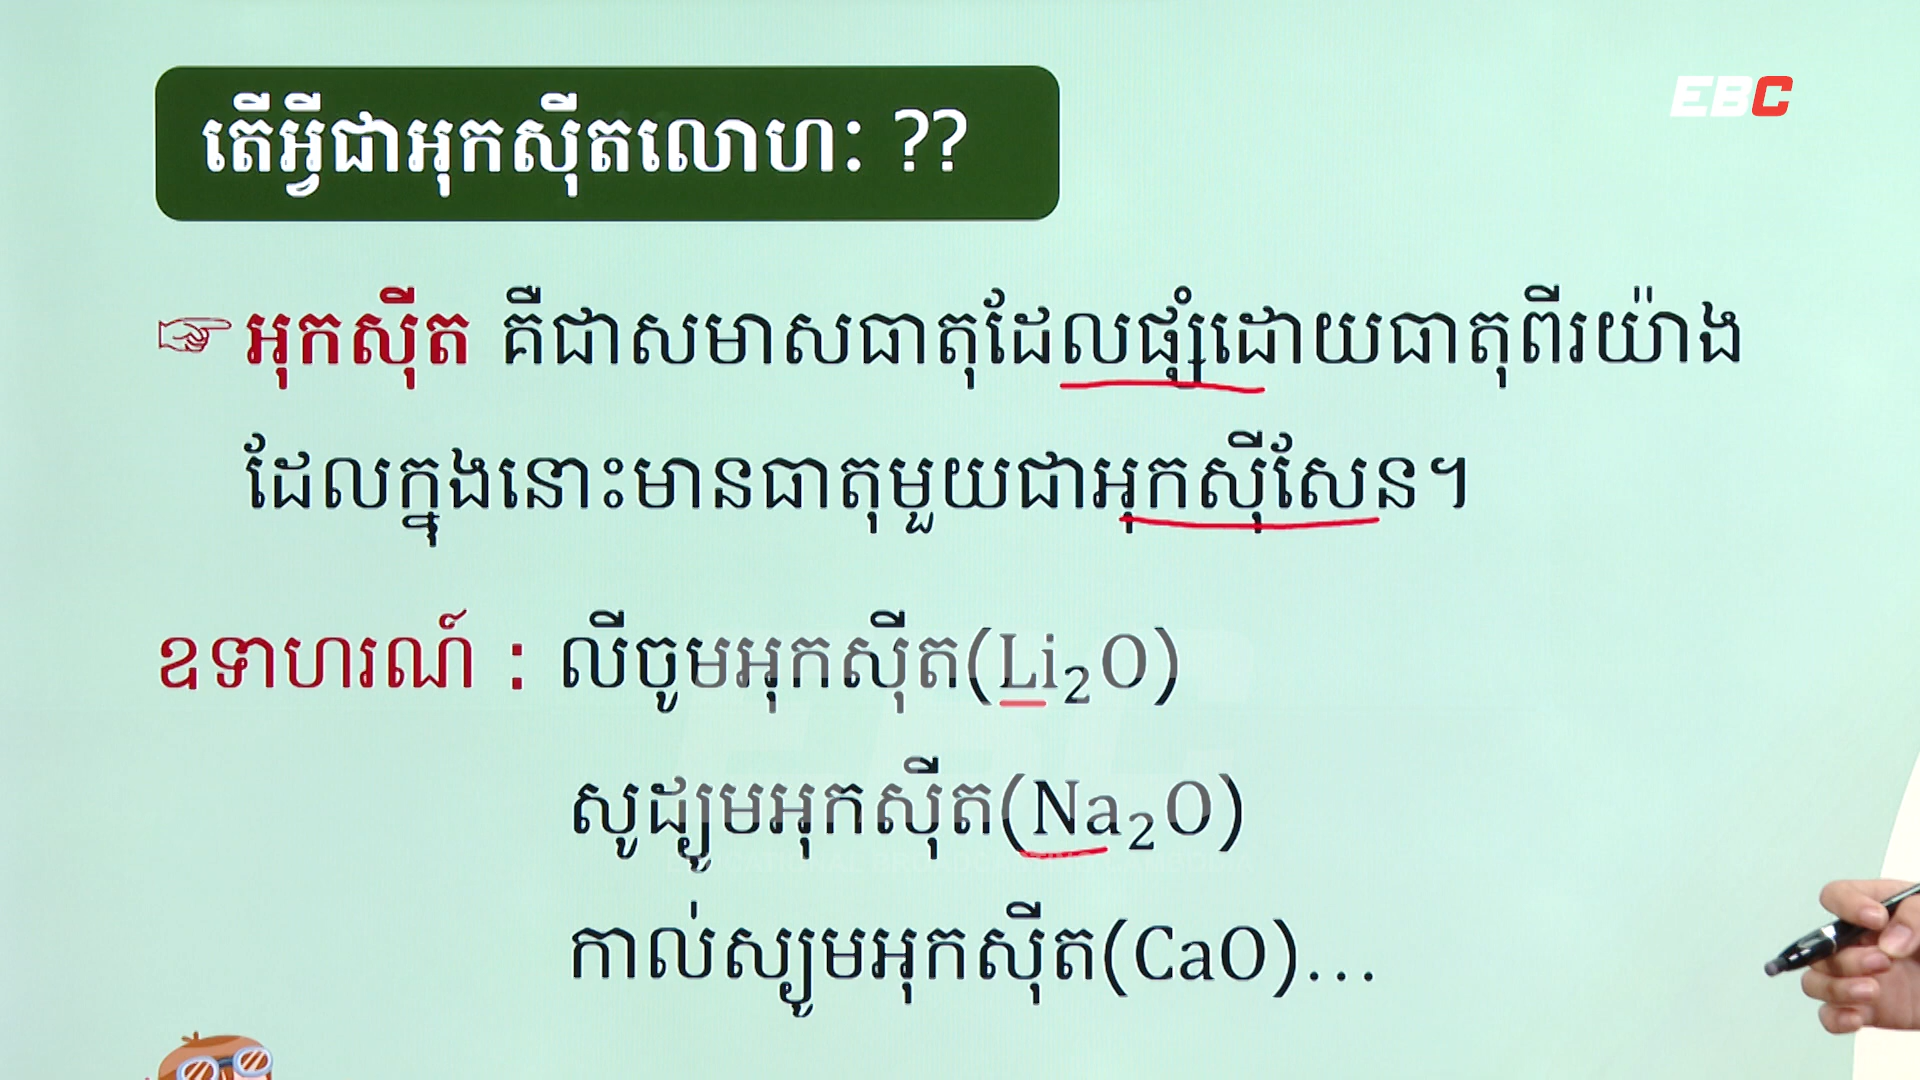 តើអ្វីជាអុកស៊ីតលោហៈ ??
EBC
☞អុកស៊ីត គឺជាសមាសធាតុដែលផ្សំដោយធាតុពីរយ៉ាង
ដែលក្នុងនោះមានធាតុមួយជាអុកស៊ីសែន។
ឧទាហរណ៍ : លីចូមអុកស៊ីត(Li₂O)
សូដ្យូមអុកស៊ីត(Na₂O)
កាល់ស្យូមអុកស៊ីត(CaO)...
EBC